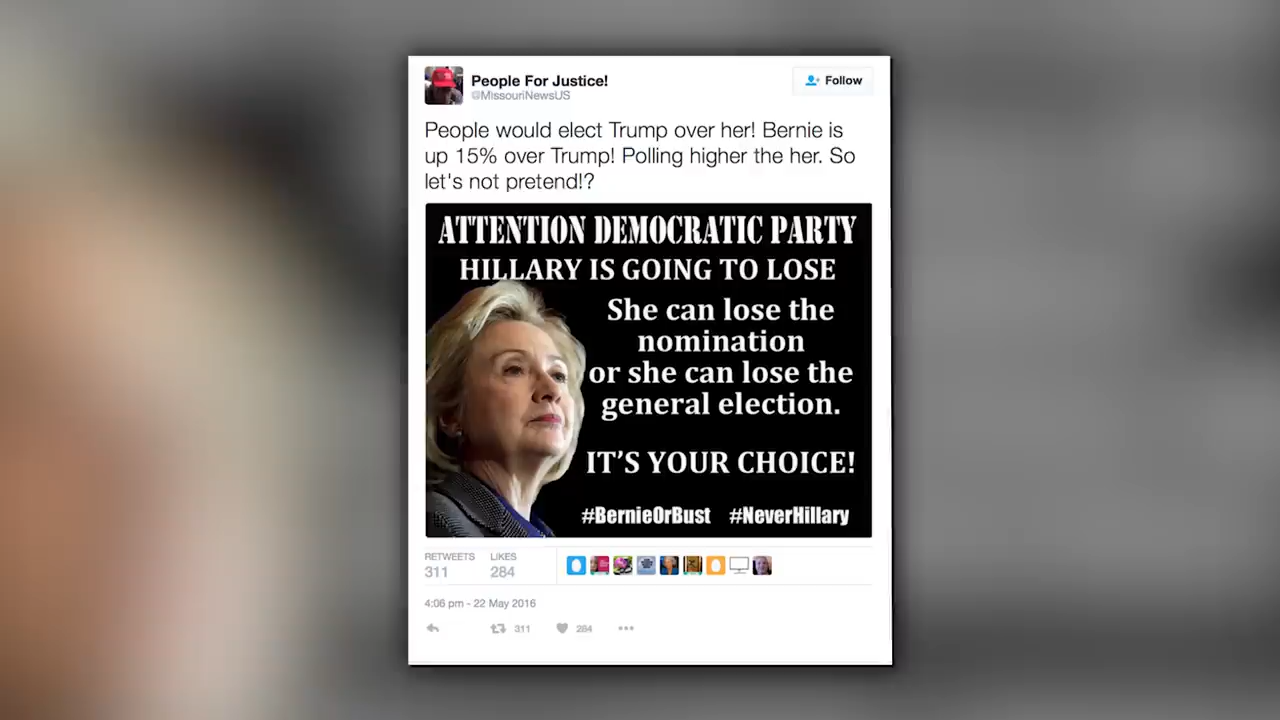 People For Justice!
@MissouriNewsUS
Follow
People would elect Trump over her! Bernie is
up 15% over Trump! Polling higher the her. So
let's not pretend!?
ATTENTION DEMOCRATIC PARTY
HILLARY IS GOING TO LOSE
She can lose the
nomination
or she can lose the
general election.
IT'S YOUR CHOICE!
#BernieOrBust #NeverHillary
RETWEETS LIKES
311 284
4:06 pm - 22 May 2016
311 284